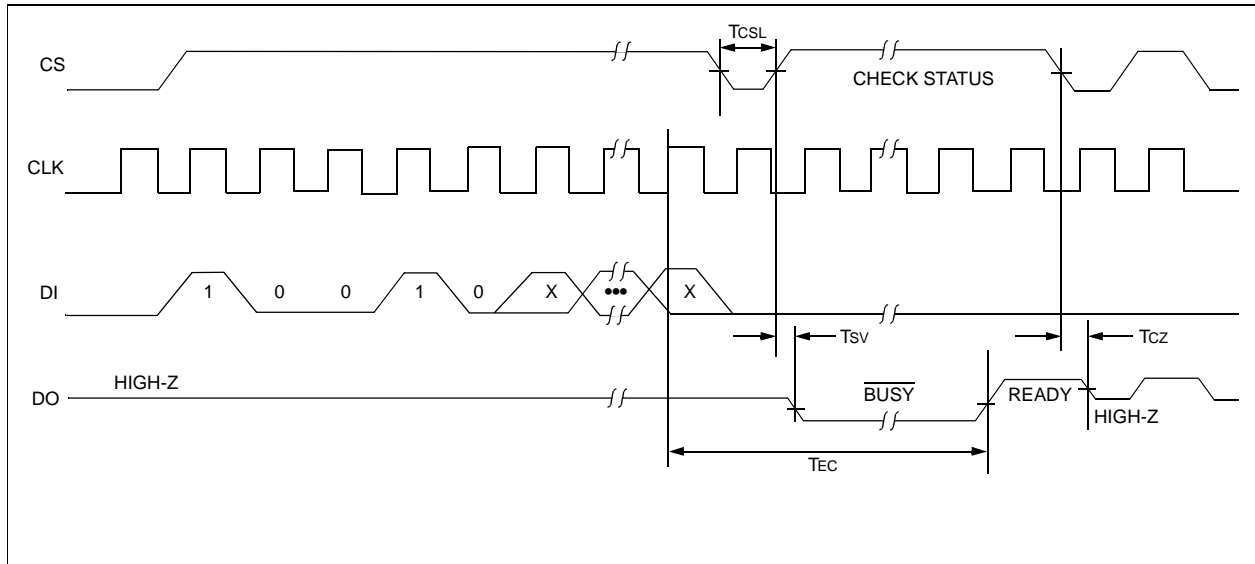 TCSL
CS
CHECK STATUS
CLK
DI
1 0 0 1 0 X ••• X
TSV
TCZ
HIGH-Z
DO
BUSY
READY
HIGH-Z
TEC